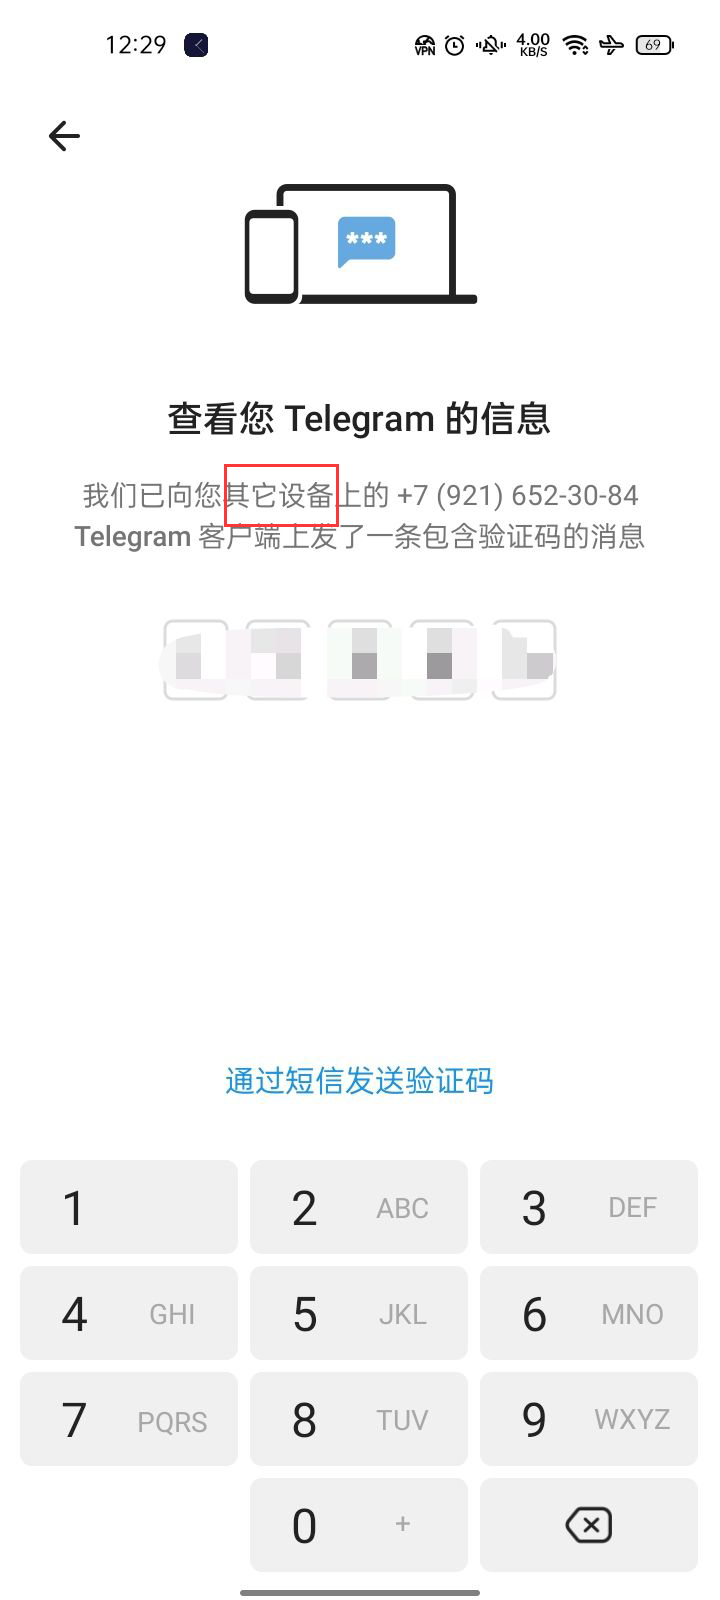 12:29
VPN 4.00 KB/S 69
***
查看您 Telegram 的信息
我们已向您其它设备上的 +7 (921) 652-30-84
Telegram 客户端上发了一条包含验证码的消息
通过短信发送验证码
1
2 ABC
3 DEF
4 GHI
5 JKL
6 MNO
7 PQRS
8 TUV
9 WXYZ
0 +